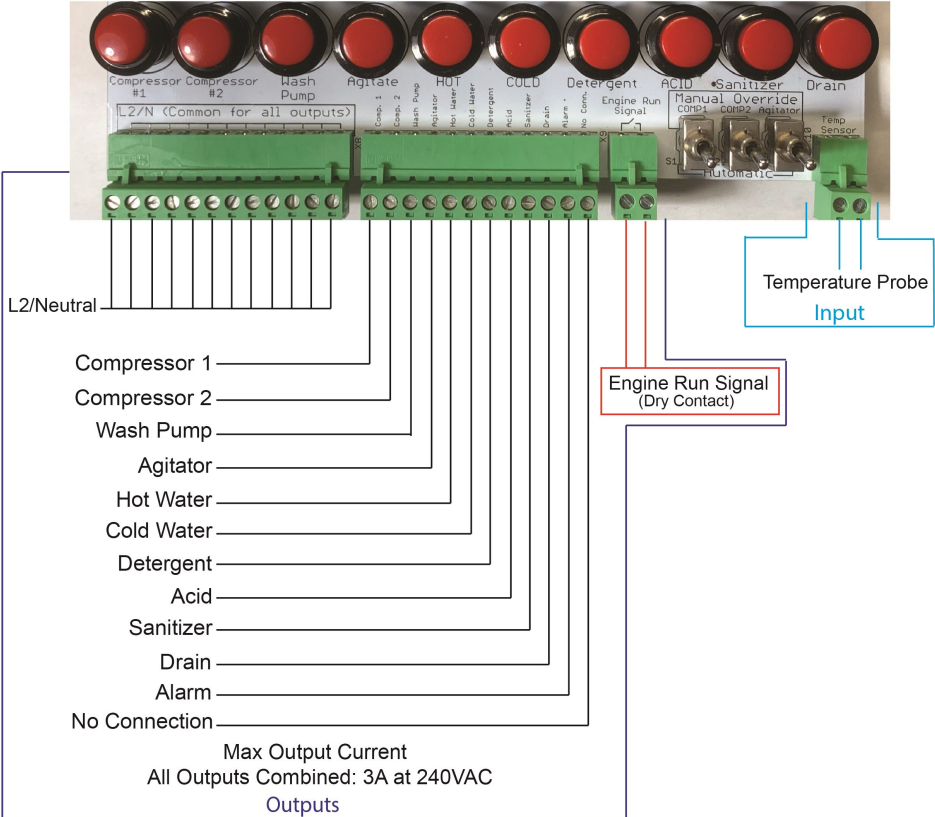 Compressor Compressor Wash Agitate HOT COLD Detergent ACID Sanitizer Drain
#1 #2 Pump
L2/N (Common for all outputs)
Comp. 1
Comp. 2
Wash Pump
Agitator
Hot Water
Cold Water
Detergent
Acid
Sanitizer
Drain
Alarm
No Conn.
X8
Engine Run
Signal
X9
Manual Override
COMP1 COMP2 Agitator
S1
Automatic
10
Temp
Sensor
L2/Neutral
Compressor 1
Compressor 2
Wash Pump
Agitator
Hot Water
Cold Water
Detergent
Acid
Sanitizer
Drain
Alarm
No Connection
Engine Run Signal
(Dry Contact)
Temperature Probe
Input
Max Output Current
All Outputs Combined: 3A at 240VAC
Outputs